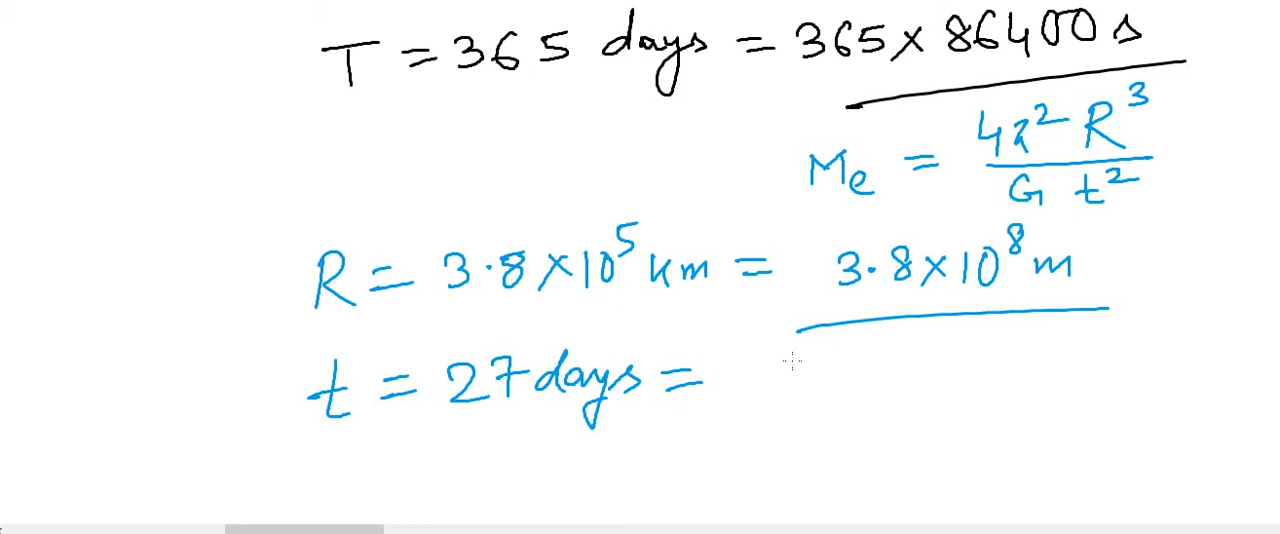 T = 365 days = 365 × 86400 s
Me = 4π² R³ / G t²
R = 3.8 × 10⁵ km = 3.8 × 10⁸ m
t = 27 days =